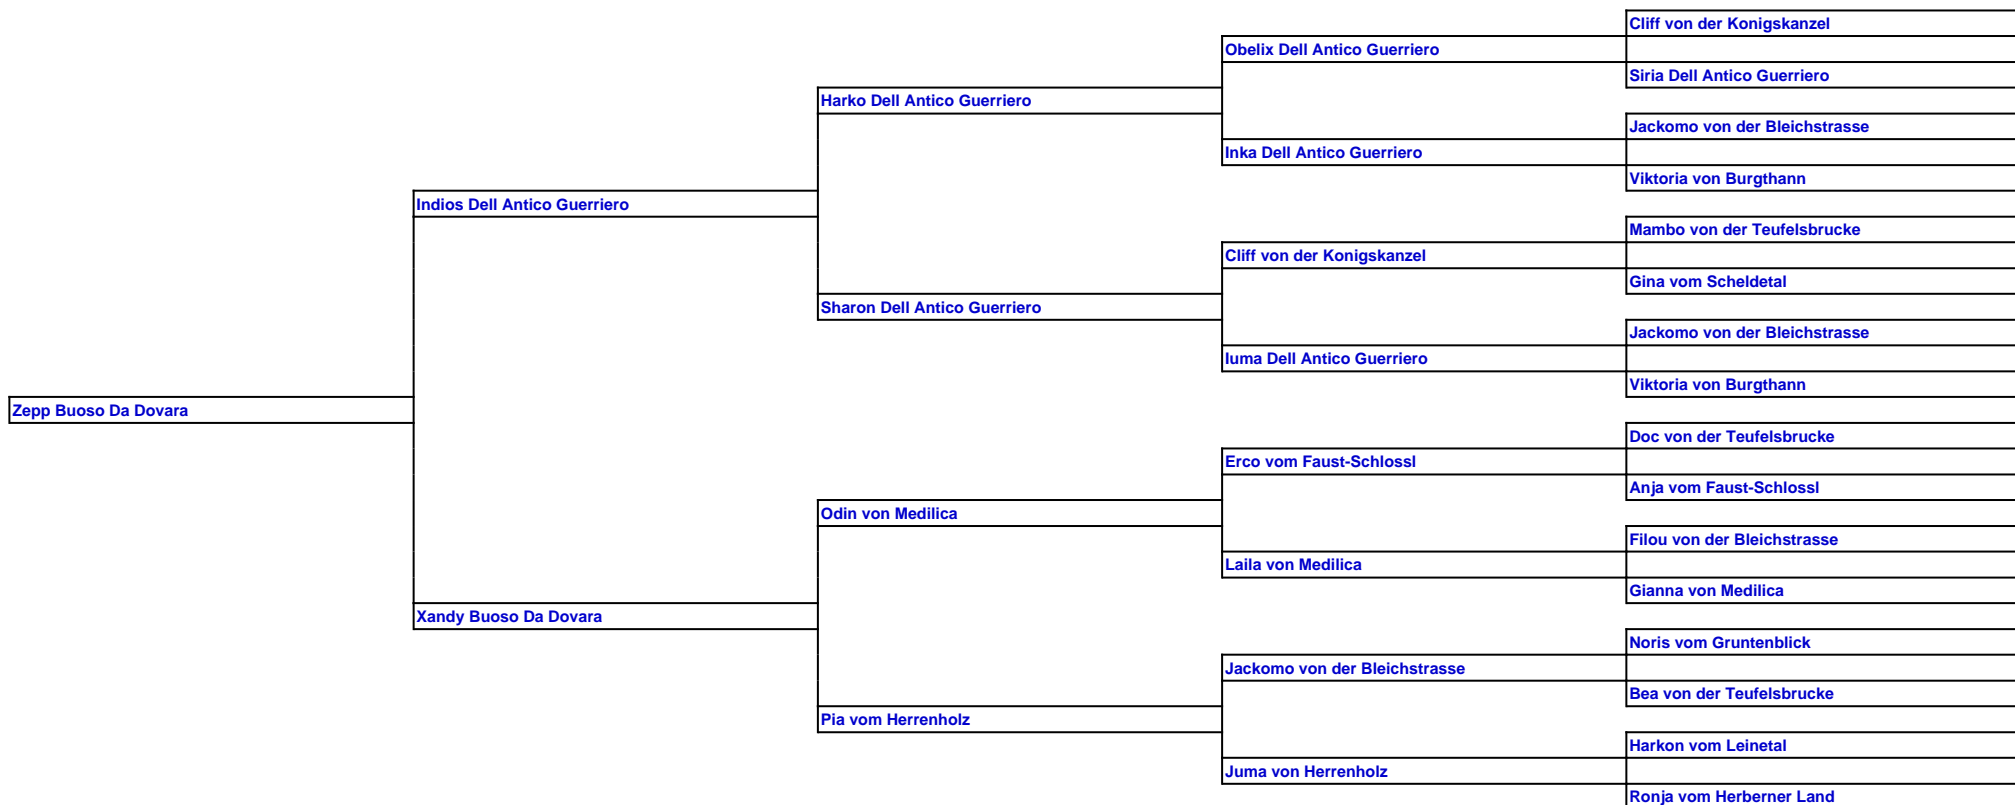 Cliff von der Konigskanzel
Obelix Dell Antico Guerriero
Siria Dell Antico Guerriero
Harko Dell Antico Guerriero
Jackomo von der Bleichstrasse
Inka Dell Antico Guerriero
Viktoria von Burgthann
Indios Dell Antico Guerriero
Mambo von der Teufelsbrucke
Cliff von der Konigskanzel
Gina vom Scheldetal
Sharon Dell Antico Guerriero
Jackomo von der Bleichstrasse
Iuma Dell Antico Guerriero
Viktoria von Burgthann
Zepp Buoso Da Dovara
Doc von der Teufelsbrucke
Erco vom Faust-Schlossl
Anja vom Faust-Schlossl
Odin von Medilica
Filou von der Bleichstrasse
Laila von Medilica
Gianna von Medilica
Xandy Buoso Da Dovara
Noris vom Gruntenblick
Jackomo von der Bleichstrasse
Bea von der Teufelsbrucke
Pia vom Herrenholz
Harkon vom Leinetal
Juma von Herrenholz
Ronja vom Herberner Land